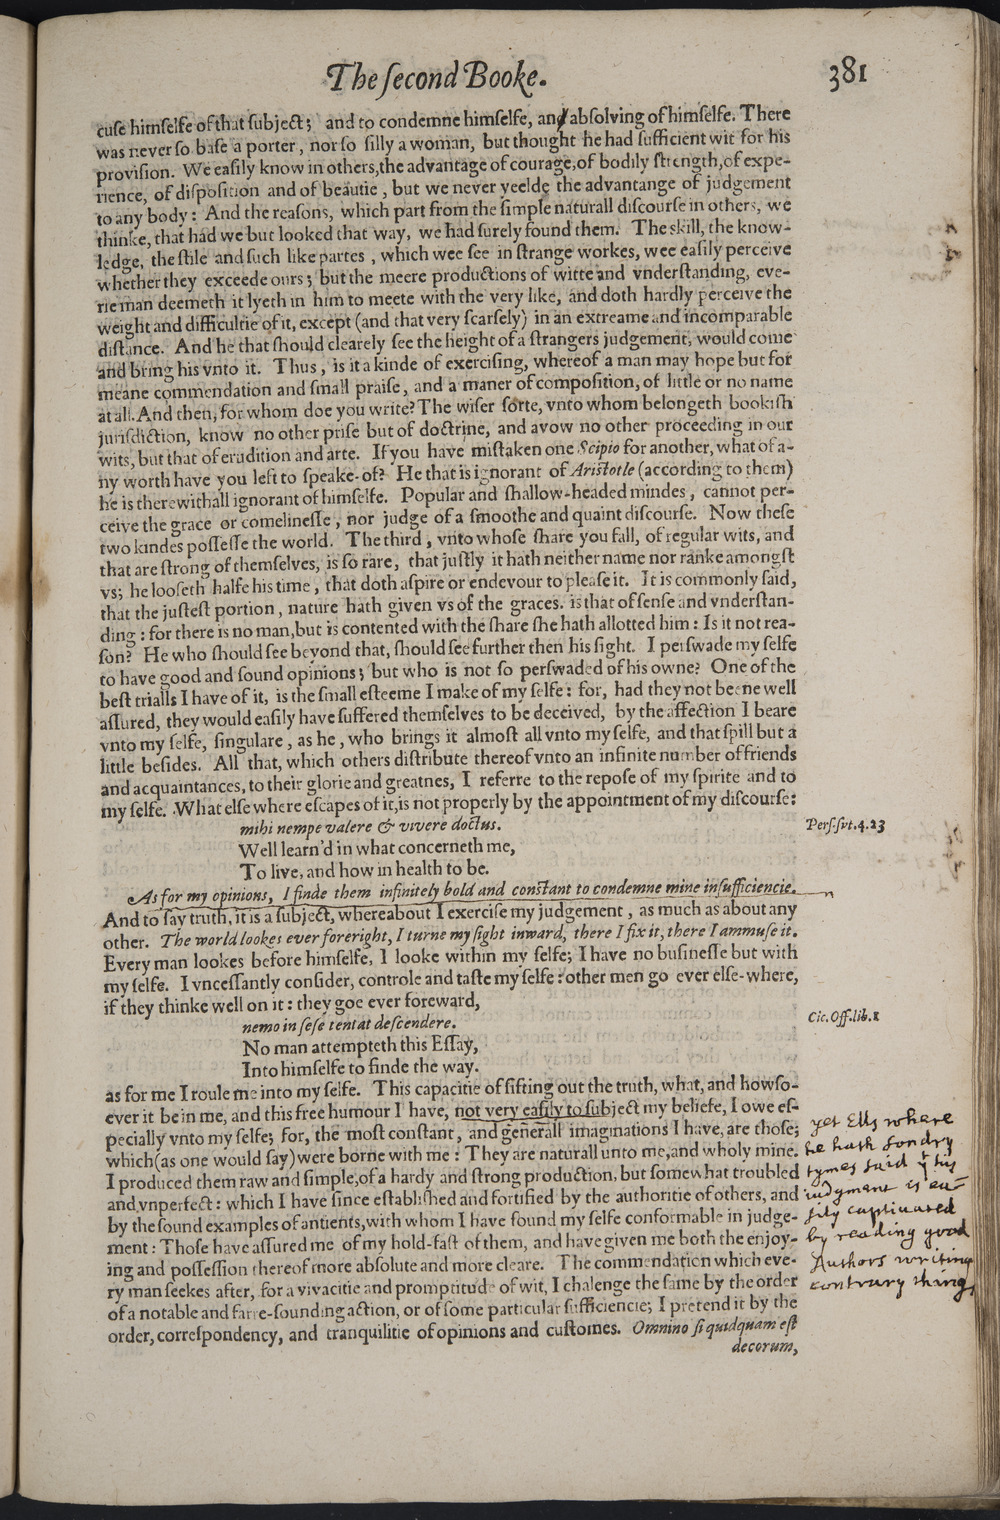 The ſecond Booke.
381
cuſe himſelfe of that ſubject; and to condemne himſelfe, an abſolving of himſelfe. There
was never ſo baſe a porter, nor ſo ſilly a woman, but thought he had ſufficient wit for his
proviſion. We eaſily know in others, the advantage of courage, of bodily ſtrength, of expe-
rience, of diſpoſition and of beautie, but we never yeelde the advantange of judgement
to any body: And the reaſons, which part from the ſimple naturall diſcourſe in others, we
thinke, that had we but looked that way, we had ſurely found them. The skill, the know-
ledge, the ſtile and ſuch like partes, which wee ſee in ſtrange workes, wee eaſily perceive
whether they exceede ours; but the meere productions of witte and vnderſtanding, eve-
rie man deemeth it lyeth in him to meete with the very like, and doth hardly perceive the
weight and difficultie of it, except (and that very ſcarſely) in an extreame and incomparable
diſtance. And he that ſhould clearely ſee the height of a ſtrangers judgement, would come
and bring his vnto it. Thus, is it a kinde of exerciſing, whereof a man may hope but for
meane commendation and ſmall praiſe, and a maner of compoſition, of little or no name
at all. And then, for whom doe you write? The wiſer ſorte, vnto whom belongeth bookiſh
juriſdiction, know no other priſe but of doctrine, and avow no other proceeding in our
wits, but that of erudition and arte. If you have miſtaken one Scipio for another, what of a-
ny worth have you left to ſpeake-of? He that is ignorant of Ariſtotle (according to them)
he is therewithall ignorant of himſelfe. Popular and ſhallow-headed mindes, cannot per-
ceive the grace or comelineſſe, nor judge of a ſmoothe and quaint diſcourſe. Now theſe
two kindes poſſeſſe the world. The third, vnto whoſe ſhare you fall, of regular wits, and
that are ſtrong of themſelves, is ſo rare, that juſtly it hath neither name nor ranke amongſt
vs; he looſeth halfe his time, that doth aſpire or endevour to pleaſe it. It is commonly ſaid,
that the juſteſt portion, nature hath given vs of the graces. is that of ſenſe and vnderſtan-
ding: for there is no man, but is contented with the ſhare ſhe hath allotted him: Is it not rea-
ſon? He who ſhould ſee beyond that, ſhould ſee further then his ſight. I perſwade my ſelfe
to have good and ſound opinions; but who is not ſo perſwaded of his owne? One of the
beſt trialls I have of it, is the ſmall eſteeme I make of my ſelfe: for, had they not beene well
aſſured, they would eaſily have ſuffered themſelves to be deceived, by the affection I beare
vnto my ſelfe, ſingulare, as he, who brings it almoſt all vnto my ſelfe, and that ſpill but a
little beſides. All that, which others diſtribute thereof vnto an infinite number of friends
and acquaintances, to their glorie and greatnes, I referre to the repoſe of my ſpirite and to
my ſelfe. What elſe where eſcapes of it, is not properly by the appointment of my diſcourſe:
mihi nempe valere & vivere doctus.
Perſ. ſat. 4. 23
Well learn'd in what concerneth me,
To live, and how in health to be.
As for my opinions, I finde them infinitely bold and conſtant to condemne mine inſufficiencie.
And to ſay truth, it is a ſubject, whereabout I exerciſe my judgement, as much as about any
other. The world lookes ever foreright, I turne my ſight inward, there I fix it, there I ammuſe it.
Every man lookes before himſelfe, I looke within my ſelfe; I have no buſineſſe but with
my ſelfe. I vnceſſantly conſider, controle and taſte my ſelfe: other men go ever elſe-where,
if they thinke well on it: they goe ever foreward,
nemo in ſeſe tentat deſcendere.
Cic. Off. lib. 1
No man attempteth this Eſſay,
Into himſelfe to finde the way.
as for me I roule me into my ſelfe. This capacitie of ſifting out the truth, what, and howſo-
ever it be in me, and this free humour I have, not very eaſily to ſubject my beliefe, I owe eſ-
pecially vnto my ſelfe; for, the moſt conſtant, and generall imaginations I have, are thoſe;
which (as one would ſay) were borne with me: They are naturall unto me, and wholy mine.
I produced them raw and ſimple, of a hardy and ſtrong production, but ſomewhat troubled
and vnperfect: which I have ſince eſtabliſhed and fortified by the authoritie of others, and
by the ſound examples of antients, with whom I have found my ſelfe conformable in judge-
ment: Thoſe have aſſured me of my hold-faſt of them, and have given me both the enjoy-
ing and poſſeſſion thereof more abſolute and more cleare. The commendation which eve-
ry man ſeekes after, for a vivacitie and promptitude of wit, I chalenge the ſame by the order
of a notable and farre-ſounding action, or of ſome particular ſufficiencie; I pretend it by the
order, correſpondency, and tranquilitie of opinions and cuſtomes. Omnino ſi quidquam eſt
decorum,
yet Ells where
he hath sondry
tymes said yt his
iudgment is ea-
sily captivated
by reading good
Authors writing
contrary things